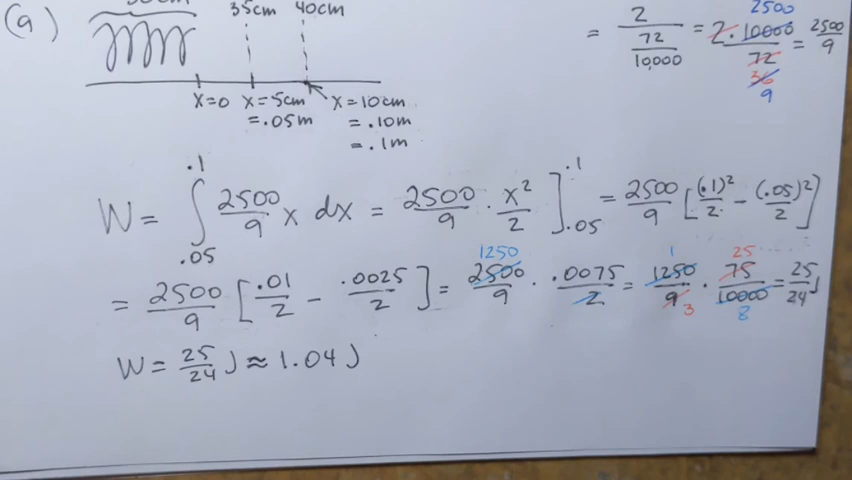 (a)
35cm 40cm
x=0 x=5cm x=10cm
=.05m =.10m
=.1m
= 2/(72/10,000) = 2·10000/72 = 2500/9
2500
36
9
W = ∫_{.05}^{.1} 2500/9 x dx = 2500/9 · x²/2 ]_{.05}^{.1} = 2500/9 [(.1)²/2 - (.05)²/2]
= 2500/9 [.01/2 - .0025/2] = 2500/9 · .0075/2 = 1250/9 · 75/10000 = 25/24 J
1250 1 25
3 8
W = 25/24 J ≈ 1.04 J